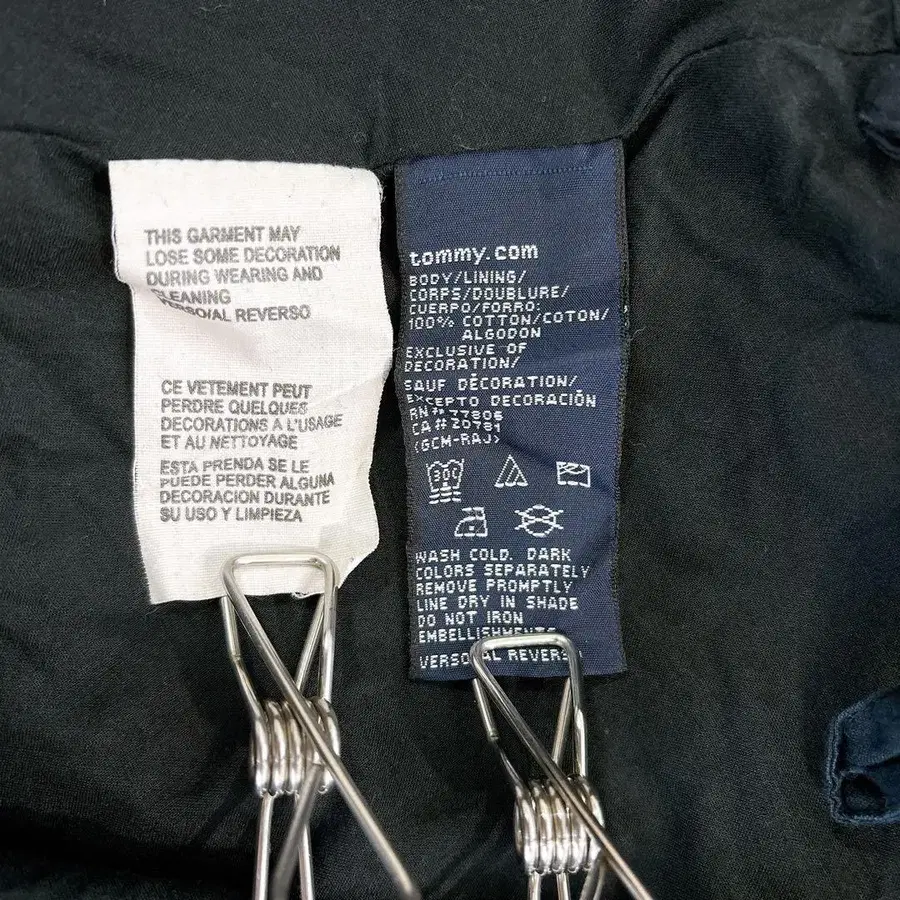 THIS GARMENT MAY
LOSE SOME DECORATION
DURING WEARING AND
CLEANING
VERSO/AL REVERSO
CE VETEMENT PEUT
PERDRE QUELQUES
DECORATIONS A L'USAGE
ET AU NETTOYAGE
ESTA PRENDA SE LE
PUEDE PERDER ALGUNA
DECORACION DURANTE
SU USO Y LIMPIEZA
tommy.com
BODY/LINING/
CORPS/DOUBLURE/
CUERPO/FORRO:
100% COTTON/COTON/
ALGODON
EXCLUSIVE OF
DECORATION/
SAUF DÉCORATION/
EXCEPTO DECORACIÓN
RN# 77806
CA# 20781
(GCM-RAJ)
30C
WASH COLD. DARK
COLORS SEPARATELY
REMOVE PROMPTLY
LINE DRY IN SHADE
DO NOT IRON
EMBELLISHMENTS
VERSO AL REVERSO